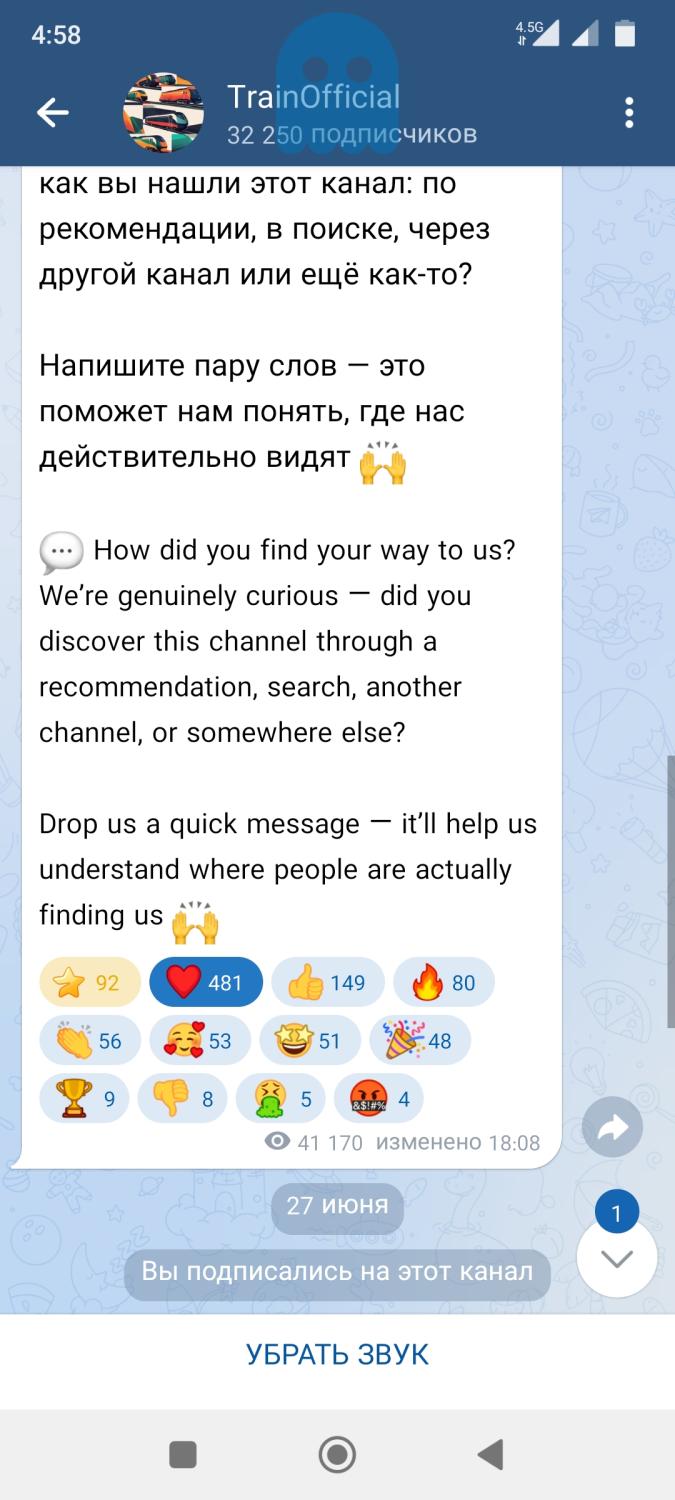 4:58
4.5G
TrainOfficial
32 250 подписчиков
как вы нашли этот канал: по
рекомендации, в поиске, через
другой канал или ещё как-то?
Напишите пару слов — это
поможет нам понять, где нас
действительно видят 🙌
💬 How did you find your way to us?
We’re genuinely curious — did you
discover this channel through a
recommendation, search, another
channel, or somewhere else?
Drop us a quick message — it’ll help us
understand where people are actually
finding us 🙌
⭐ 92 ❤️ 481 👍 149 🔥 80
👏 56 🥰 53 🤩 51 🎉 48
🏆 9 👎 8 🤮 5 🤬 4
41 170 изменено 18:08
27 июня
1
Вы подписались на этот канал
УБРАТЬ ЗВУК